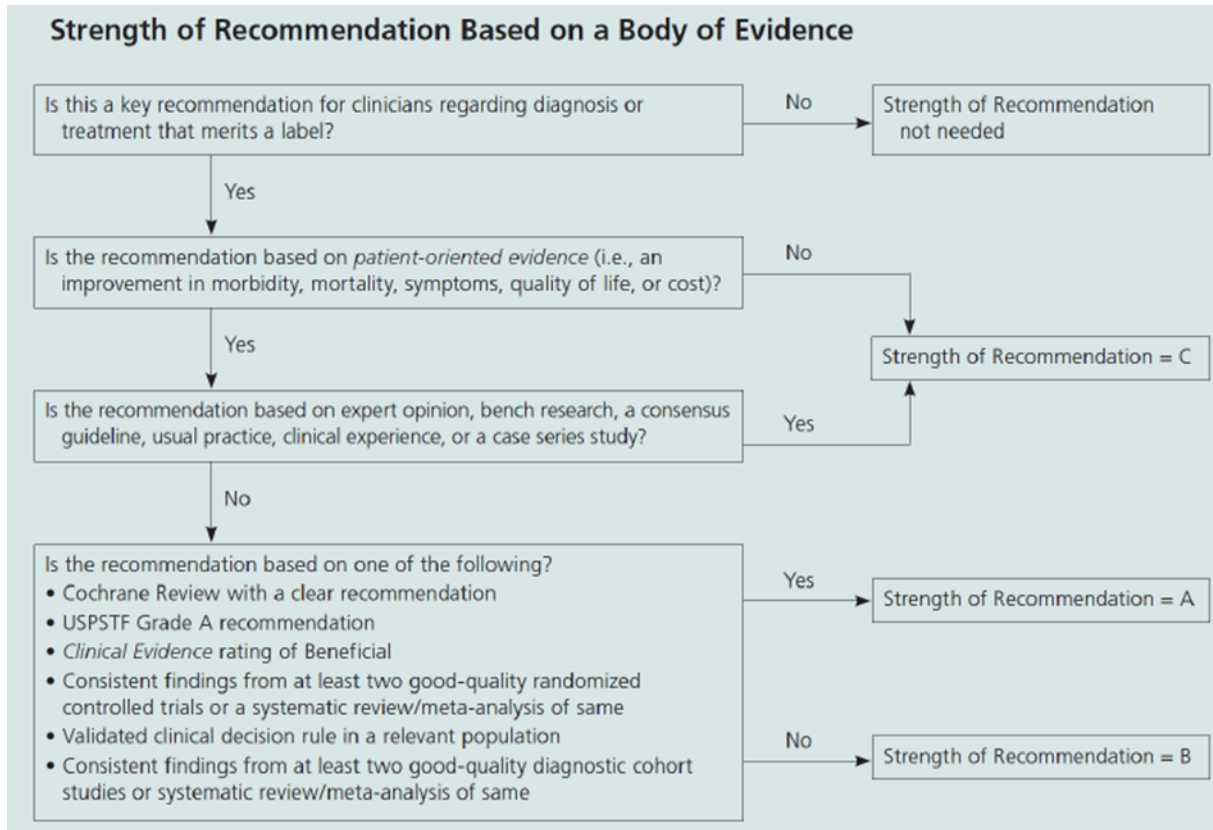 Strength of Recommendation Based on a Body of Evidence
Is this a key recommendation for clinicians regarding diagnosis or
treatment that merits a label?
No
Strength of Recommendation
not needed
Yes
Is the recommendation based on patient-oriented evidence (i.e., an
improvement in morbidity, mortality, symptoms, quality of life, or cost)?
No
Yes
Strength of Recommendation = C
Is the recommendation based on expert opinion, bench research, a consensus
guideline, usual practice, clinical experience, or a case series study?
Yes
No
Is the recommendation based on one of the following?
• Cochrane Review with a clear recommendation
• USPSTF Grade A recommendation
• Clinical Evidence rating of Beneficial
• Consistent findings from at least two good-quality randomized
controlled trials or a systematic review/meta-analysis of same
• Validated clinical decision rule in a relevant population
• Consistent findings from at least two good-quality diagnostic cohort
studies or systematic review/meta-analysis of same
Yes
Strength of Recommendation = A
No
Strength of Recommendation = B